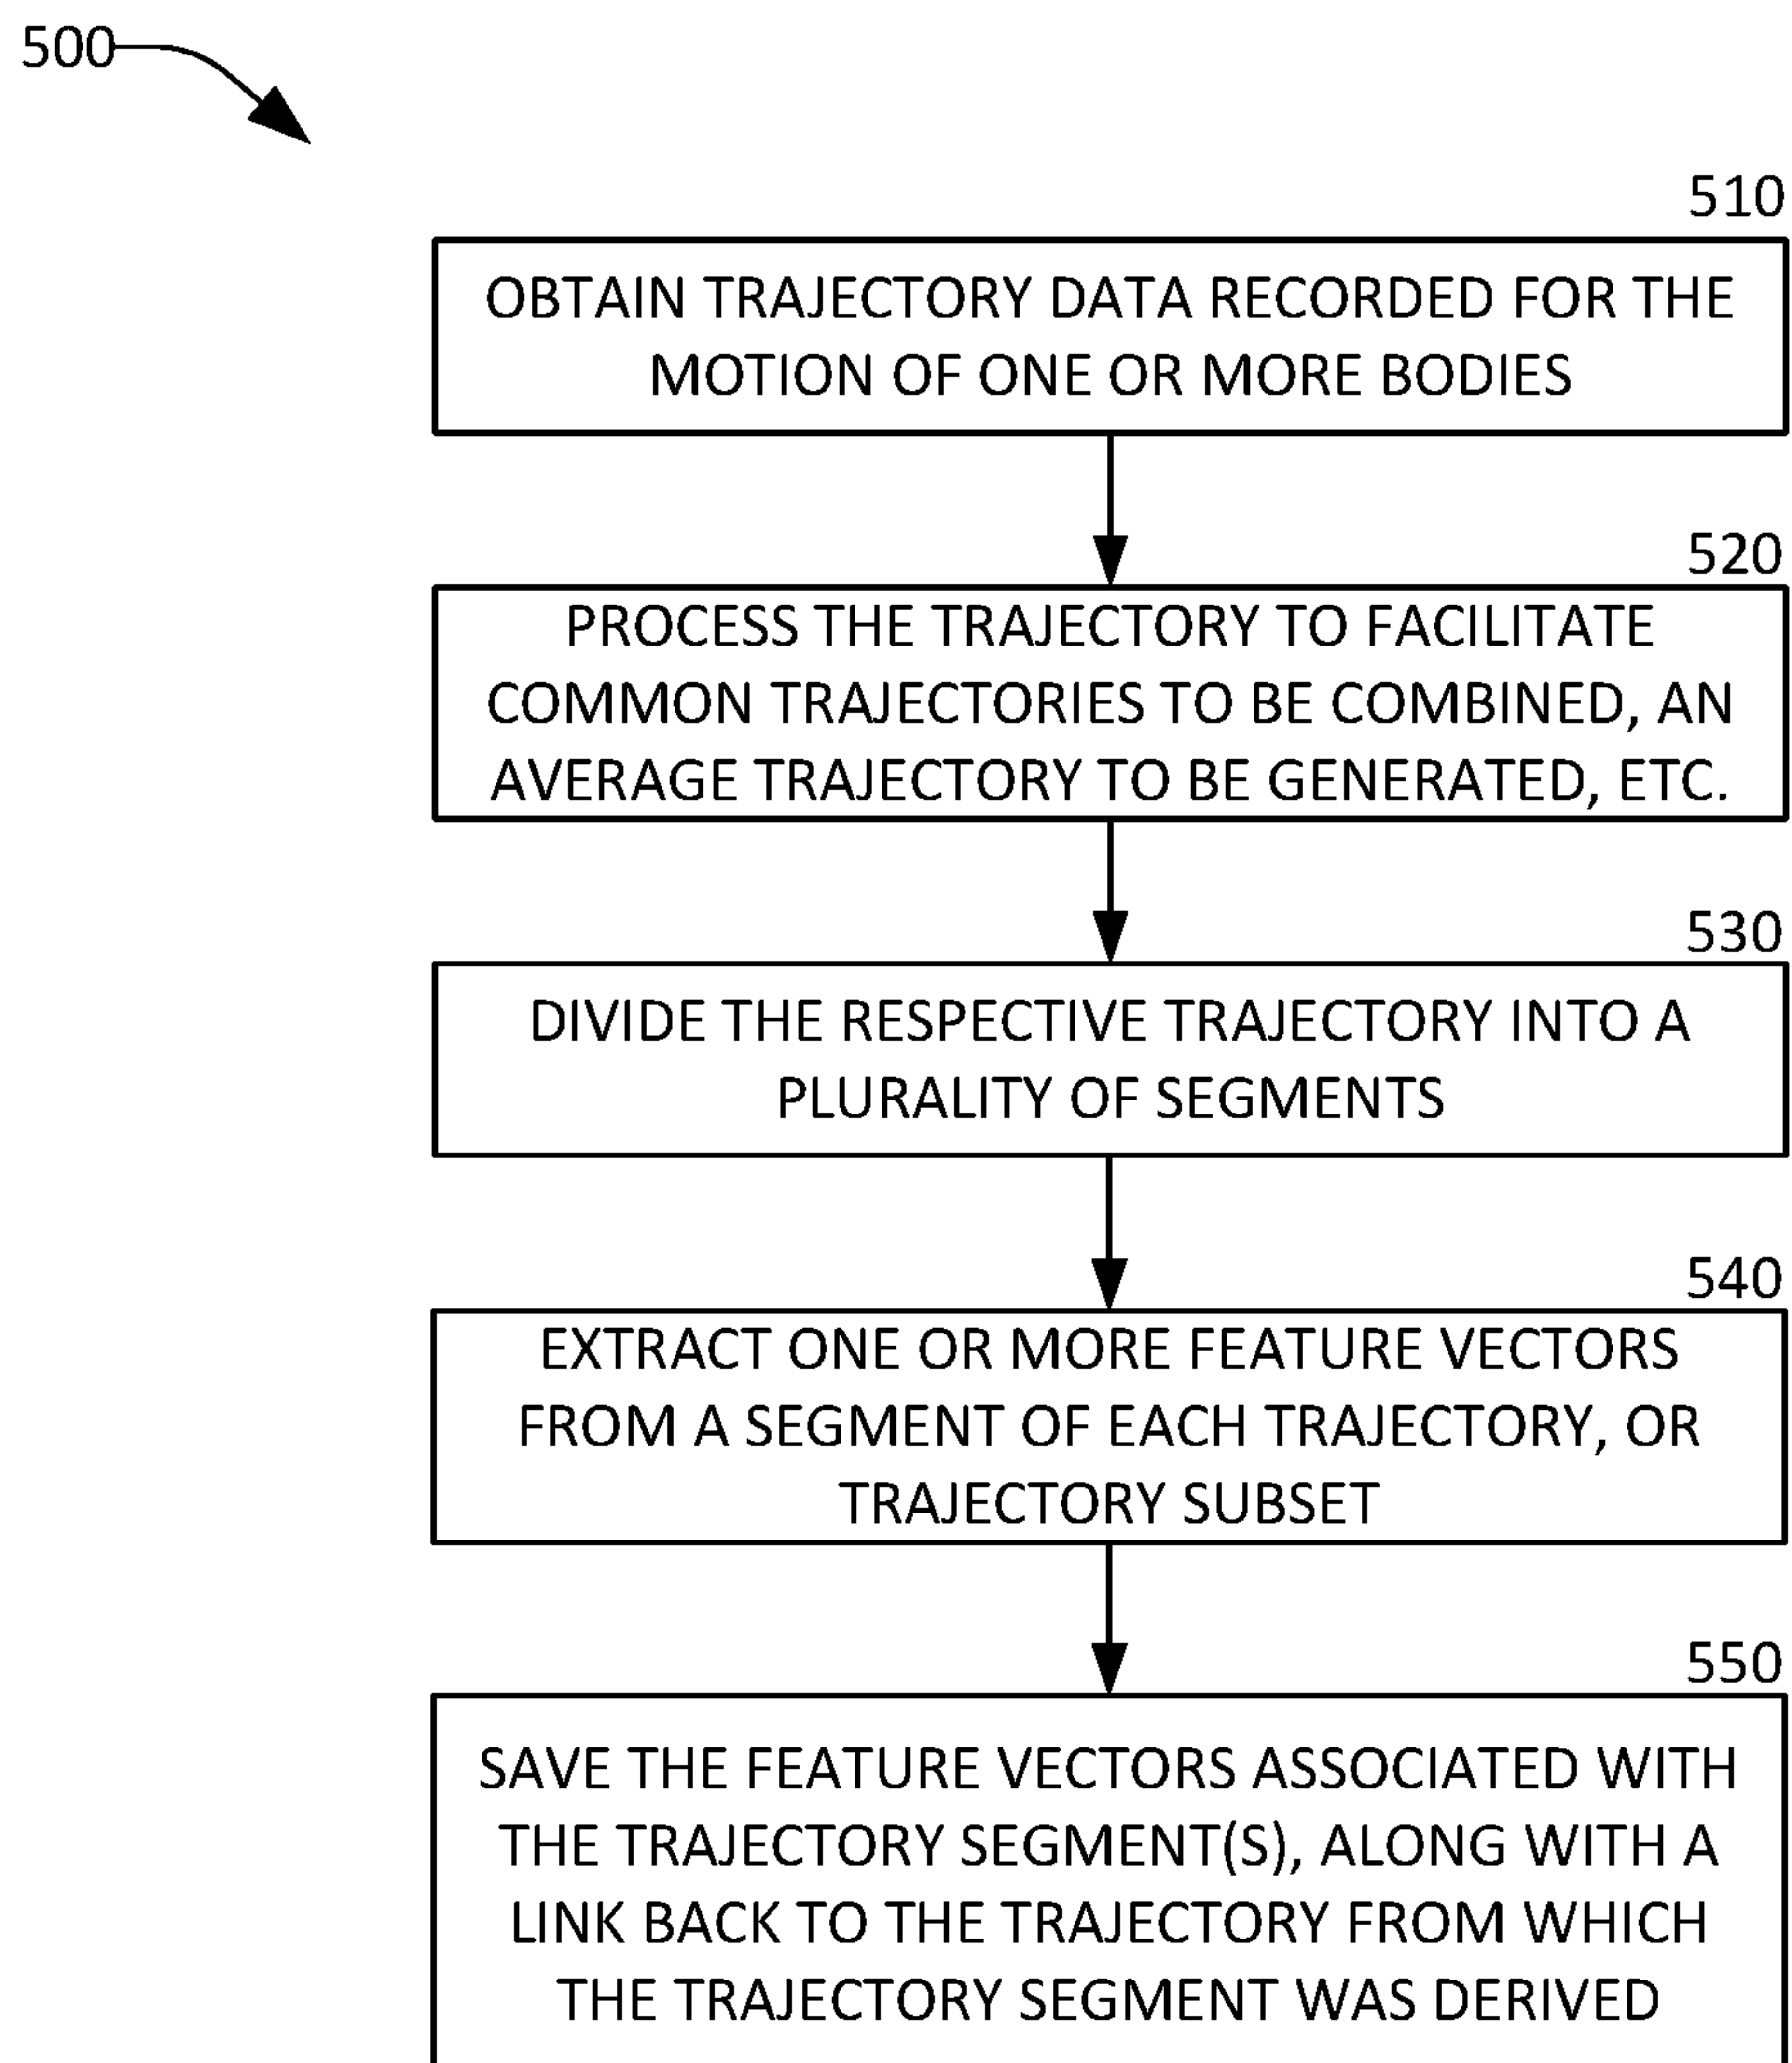 500
510
OBTAIN TRAJECTORY DATA RECORDED FOR THE
MOTION OF ONE OR MORE BODIES
520
PROCESS THE TRAJECTORY TO FACILITATE
COMMON TRAJECTORIES TO BE COMBINED, AN
AVERAGE TRAJECTORY TO BE GENERATED, ETC.
530
DIVIDE THE RESPECTIVE TRAJECTORY INTO A
PLURALITY OF SEGMENTS
540
EXTRACT ONE OR MORE FEATURE VECTORS
FROM A SEGMENT OF EACH TRAJECTORY, OR
TRAJECTORY SUBSET
550
SAVE THE FEATURE VECTORS ASSOCIATED WITH
THE TRAJECTORY SEGMENT(S), ALONG WITH A
LINK BACK TO THE TRAJECTORY FROM WHICH
THE TRAJECTORY SEGMENT WAS DERIVED